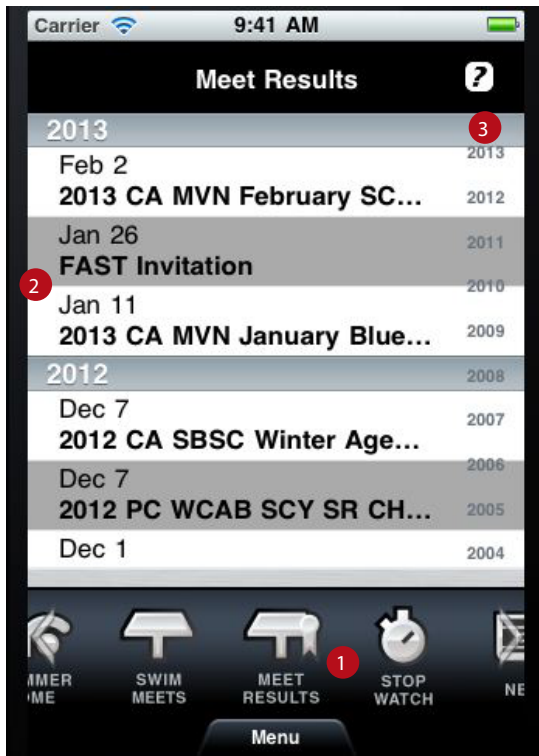 Carrier 9:41 AM
Meet Results ?
2013
3
Feb 2
2013 CA MVN February SC...
Jan 26
FAST Invitation
2
Jan 11
2013 CA MVN January Blue...
2012
Dec 7
2012 CA SBSC Winter Age...
Dec 7
2012 PC WCAB SCY SR CH...
Dec 1
2013
2012
2011
2010
2009
2008
2007
2006
2005
2004
MMER
OME
SWIM
MEETS
MEET
RESULTS
1
STOP
WATCH
NE
Menu